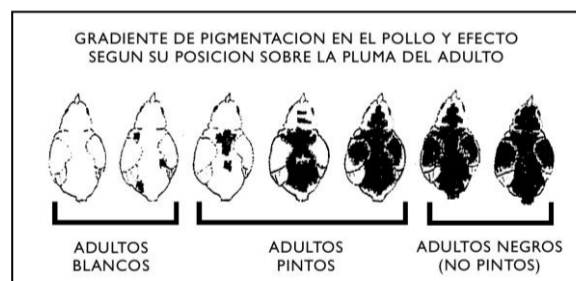 GRADIENTE DE PIGMENTACION EN EL POLLO Y EFECTO
SEGUN SU POSICION SOBRE LA PLUMA DEL ADULTO
ADULTOS
BLANCOS
ADULTOS
PINTOS
ADULTOS NEGROS
(NO PINTOS)